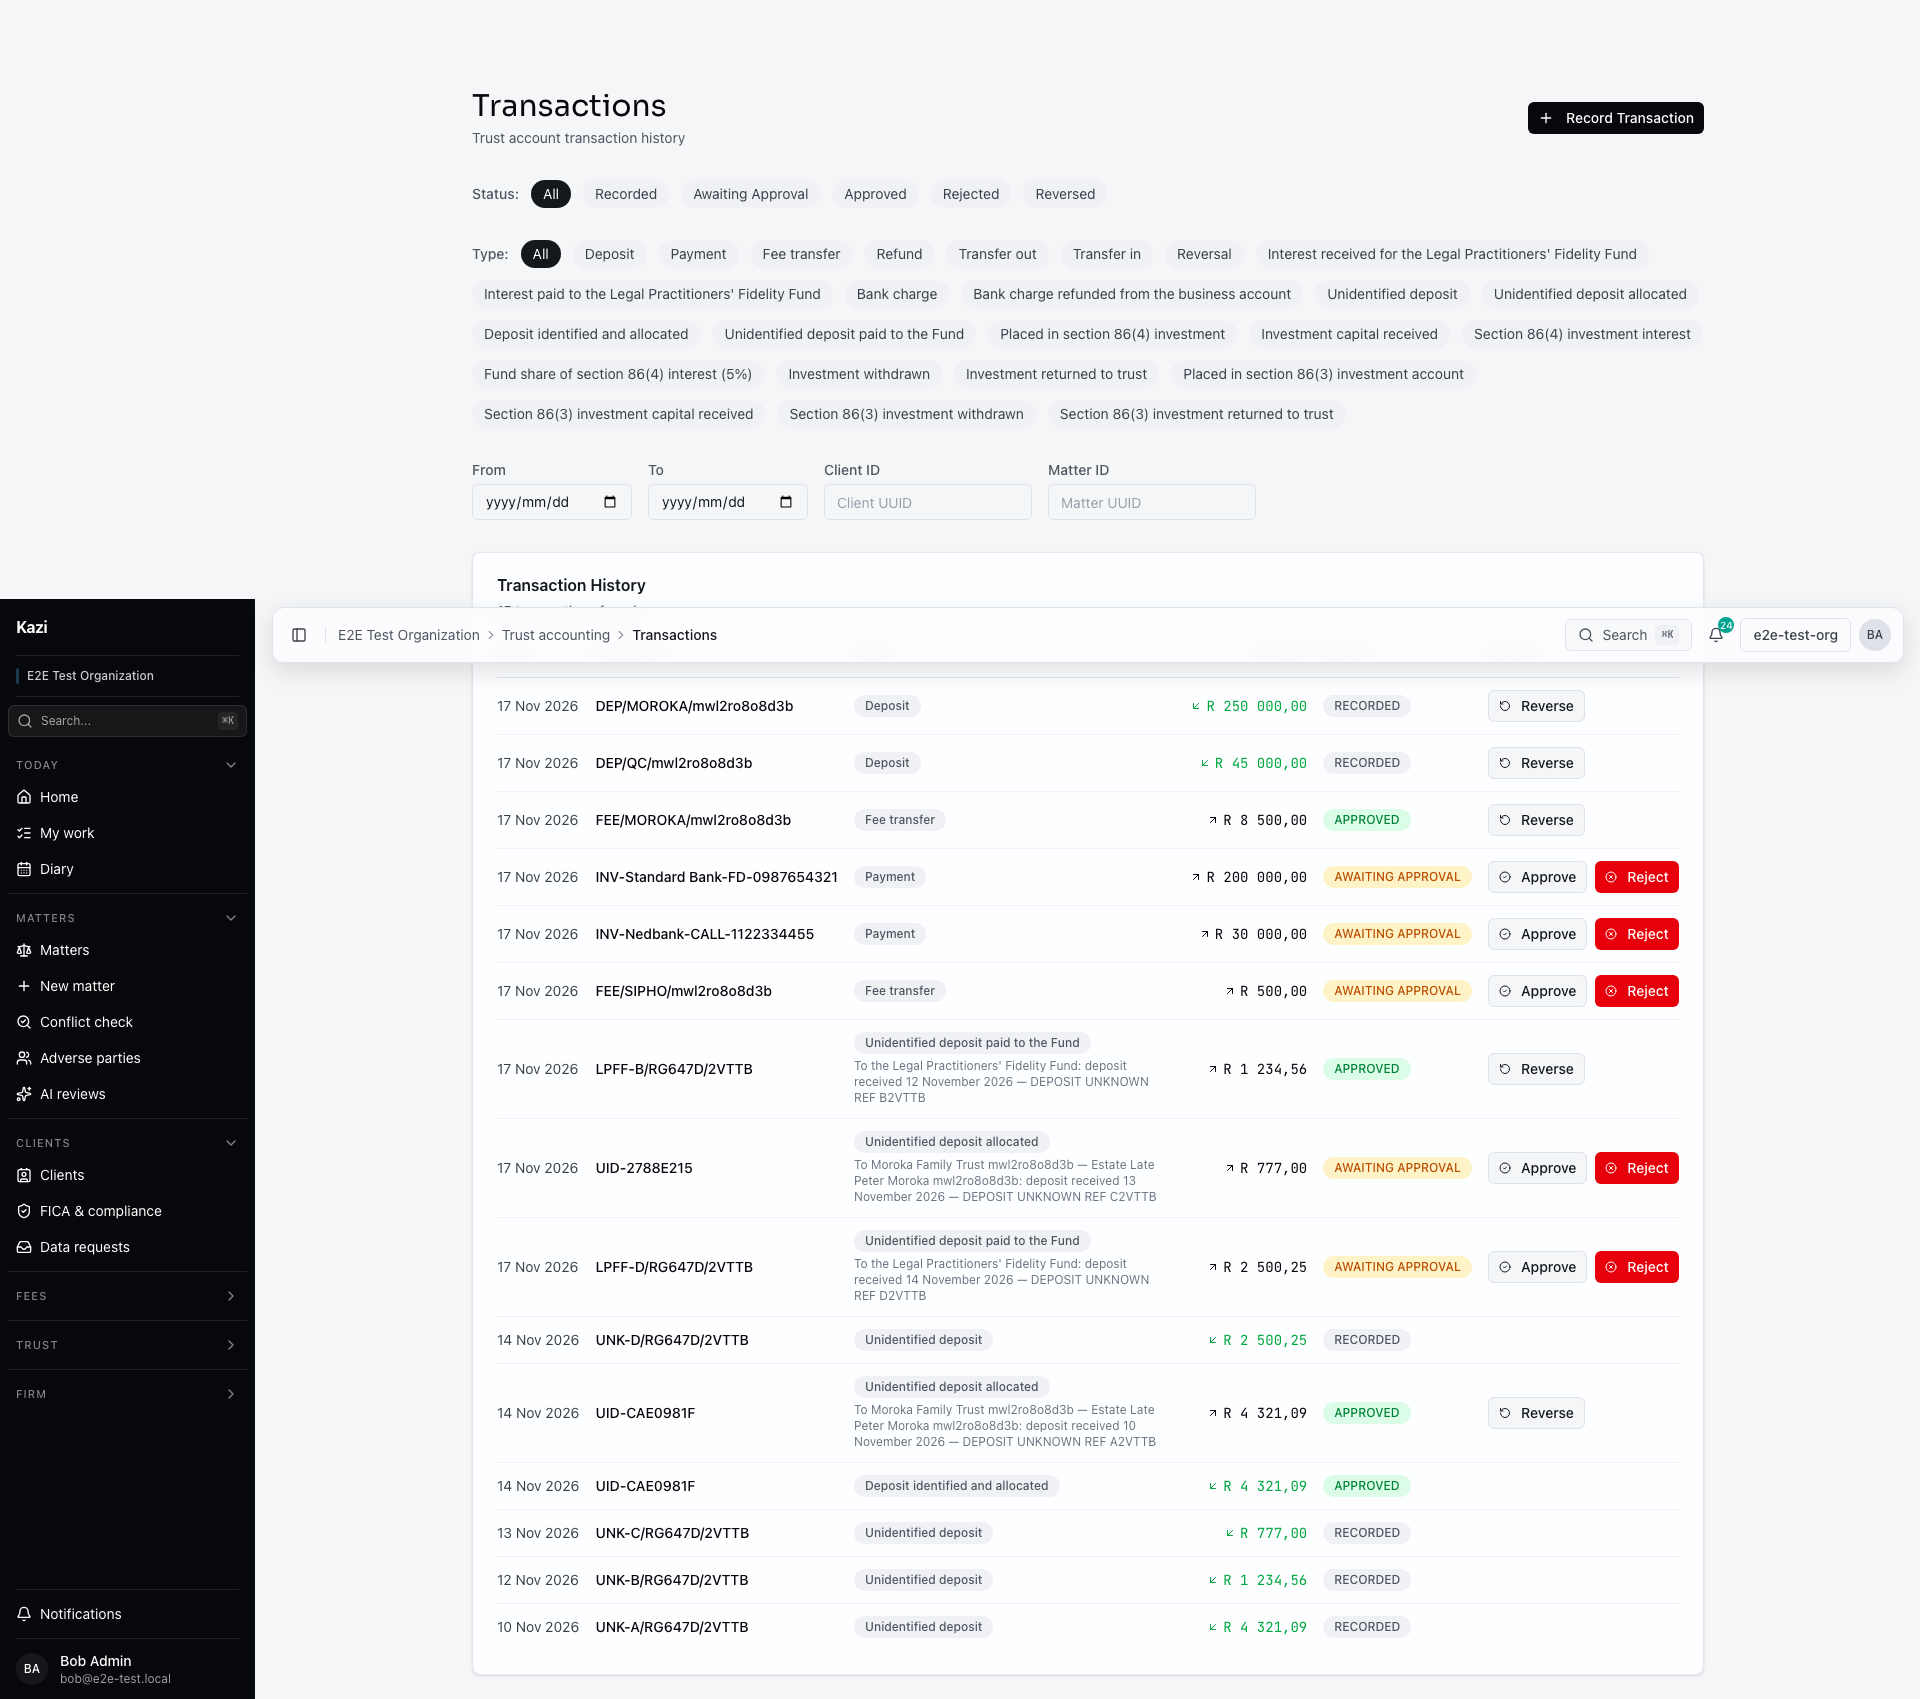 Transactions
Trust account transaction history
+ Record Transaction
Status: All Recorded Awaiting Approval Approved Rejected Reversed
Type: All Deposit Payment Fee transfer Refund Transfer out Transfer in Reversal Interest received for the Legal Practitioners' Fidelity Fund
Interest paid to the Legal Practitioners' Fidelity Fund Bank charge Bank charge refunded from the business account Unidentified deposit Unidentified deposit allocated
Deposit identified and allocated Unidentified deposit paid to the Fund Placed in section 86(4) investment Investment capital received Section 86(4) investment interest
Fund share of section 86(4) interest (5%) Investment withdrawn Investment returned to trust Placed in section 86(3) investment account
Section 86(3) investment capital received Section 86(3) investment withdrawn Section 86(3) investment returned to trust
From To Client ID Matter ID
yyyy/mm/dd yyyy/mm/dd Client UUID Matter UUID
Transaction History
E2E Test Organization > Trust accounting > Transactions
Search ⌘K 24 e2e-test-org BA
17 Nov 2026 DEP/MOROKA/mwl2ro8o8d3b Deposit R 250 000,00 RECORDED Reverse
17 Nov 2026 DEP/QC/mwl2ro8o8d3b Deposit R 45 000,00 RECORDED Reverse
17 Nov 2026 FEE/MOROKA/mwl2ro8o8d3b Fee transfer R 8 500,00 APPROVED Reverse
17 Nov 2026 INV-Standard Bank-FD-0987654321 Payment R 200 000,00 AWAITING APPROVAL Approve Reject
17 Nov 2026 INV-Nedbank-CALL-1122334455 Payment R 30 000,00 AWAITING APPROVAL Approve Reject
17 Nov 2026 FEE/SIPHO/mwl2ro8o8d3b Fee transfer R 500,00 AWAITING APPROVAL Approve Reject
17 Nov 2026 LPFF-B/RG647D/2VTTB Unidentified deposit paid to the Fund R 1 234,56 APPROVED Reverse
To the Legal Practitioners' Fidelity Fund: deposit
received 12 November 2026 — DEPOSIT UNKNOWN
REF B2VTTB
17 Nov 2026 UID-2788E215 Unidentified deposit allocated R 777,00 AWAITING APPROVAL Approve Reject
To Moroka Family Trust mwl2ro8o8d3b — Estate Late
Peter Moroka mwl2ro8o8d3b: deposit received 13
November 2026 — DEPOSIT UNKNOWN REF C2VTTB
17 Nov 2026 LPFF-D/RG647D/2VTTB Unidentified deposit paid to the Fund R 2 500,25 AWAITING APPROVAL Approve Reject
To the Legal Practitioners' Fidelity Fund: deposit
received 14 November 2026 — DEPOSIT UNKNOWN
REF D2VTTB
14 Nov 2026 UNK-D/RG647D/2VTTB Unidentified deposit R 2 500,25 RECORDED
14 Nov 2026 UID-CAE0981F Unidentified deposit allocated R 4 321,09 APPROVED Reverse
To Moroka Family Trust mwl2ro8o8d3b — Estate Late
Peter Moroka mwl2ro8o8d3b: deposit received 10
November 2026 — DEPOSIT UNKNOWN REF A2VTTB
14 Nov 2026 UID-CAE0981F Deposit identified and allocated R 4 321,09 APPROVED
13 Nov 2026 UNK-C/RG647D/2VTTB Unidentified deposit R 777,00 RECORDED
12 Nov 2026 UNK-B/RG647D/2VTTB Unidentified deposit R 1 234,56 RECORDED
10 Nov 2026 UNK-A/RG647D/2VTTB Unidentified deposit R 4 321,09 RECORDED
Kazi
E2E Test Organization
Search... ⌘K
TODAY
Home
My work
Diary
MATTERS
Matters
New matter
Conflict check
Adverse parties
AI reviews
CLIENTS
Clients
FICA & compliance
Data requests
FEES
TRUST
FIRM
Notifications
BA Bob Admin
bob@e2e-test.local